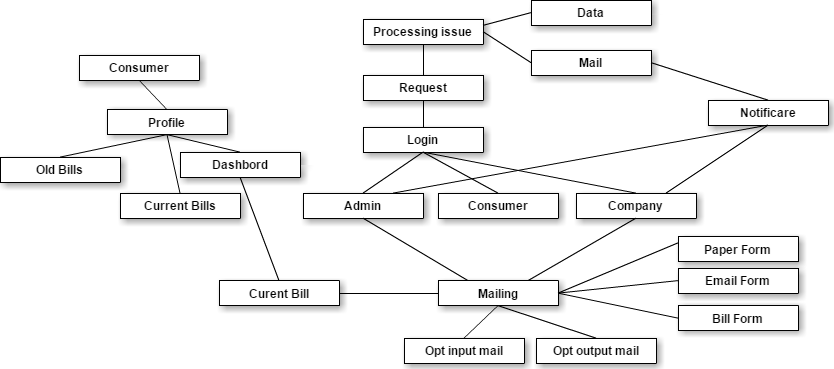 Data
Processing issue
Mail
Consumer
Request
Notificare
Profile
Login
Old Bills
Dashbord
Current Bills
Admin
Consumer
Company
Paper Form
Email Form
Curent Bill
Mailing
Bill Form
Opt input mail
Opt output mail